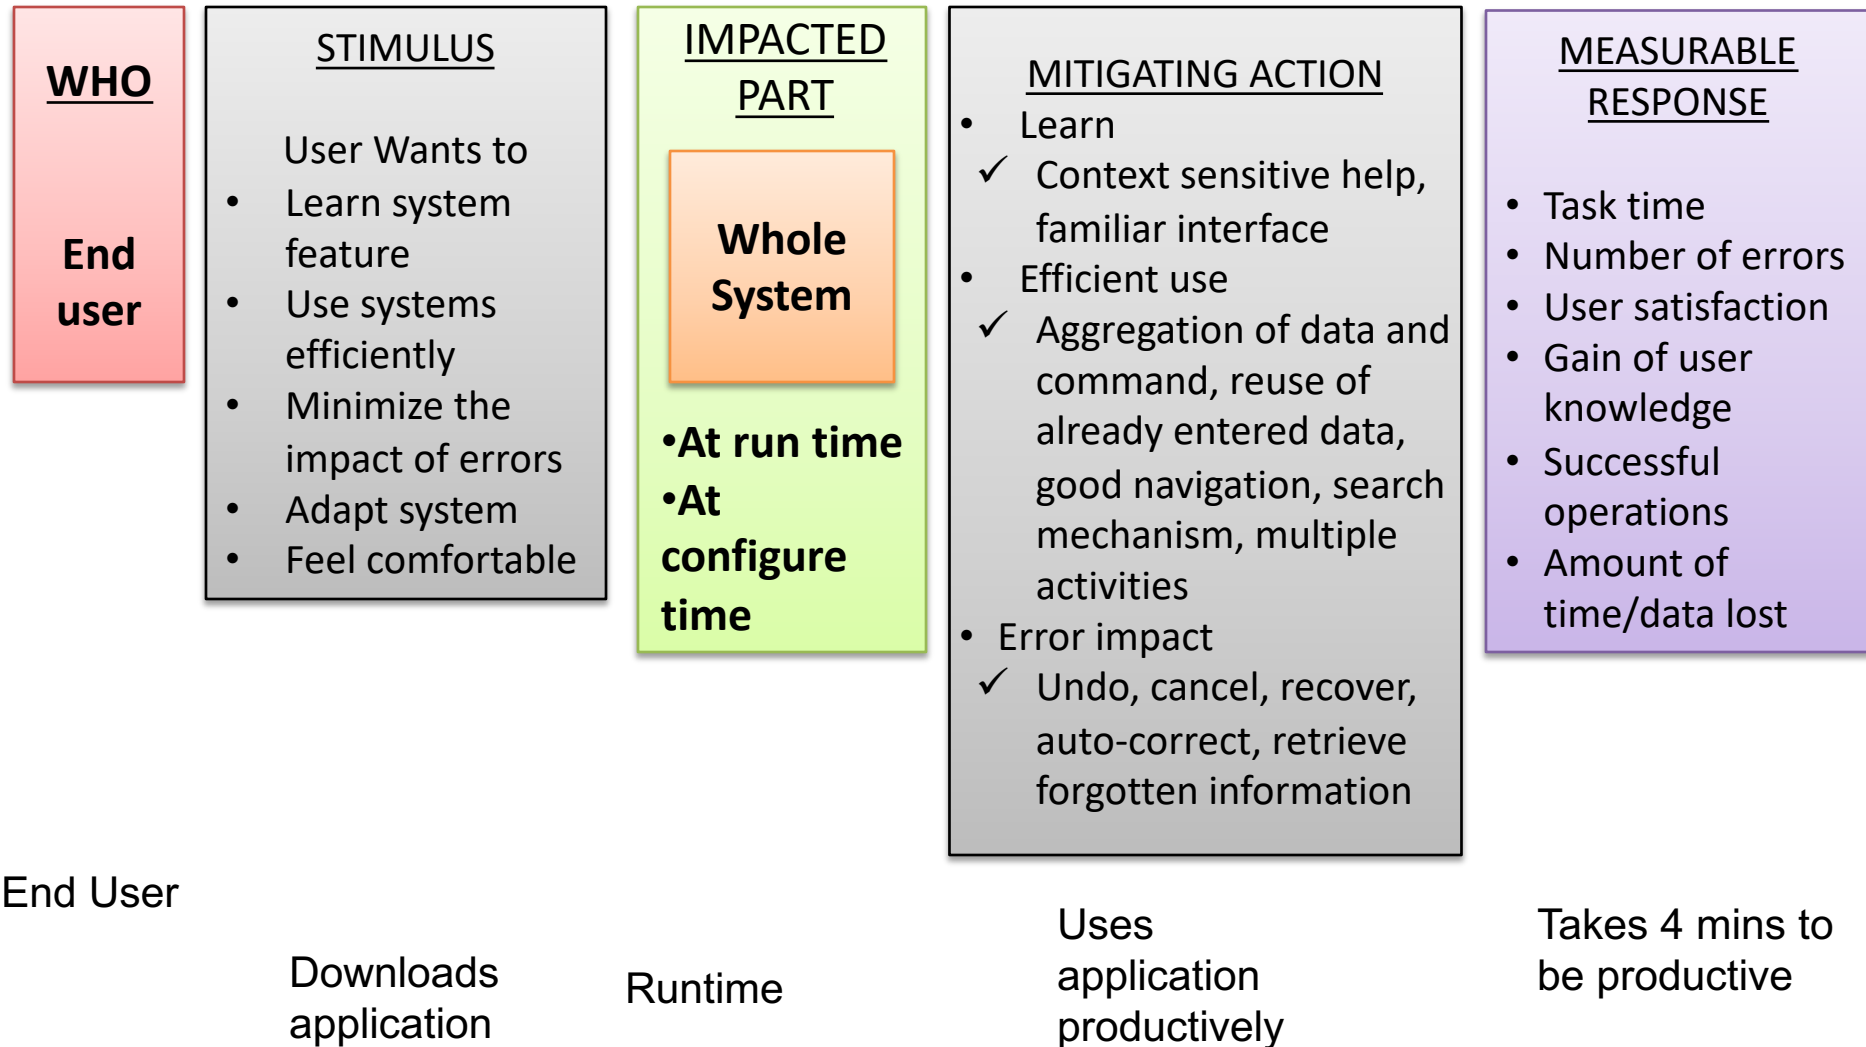 WHO
End
user
STIMULUS
User Wants to
• Learn system
feature
• Use systems
efficiently
• Minimize the
impact of errors
• Adapt system
• Feel comfortable
IMPACTED
PART
Whole
System
•At run time
•At
configure
time
MITIGATING ACTION
• Learn
✓ Context sensitive help,
familiar interface
• Efficient use
✓ Aggregation of data and
command, reuse of
already entered data,
good navigation, search
mechanism, multiple
activities
• Error impact
✓ Undo, cancel, recover,
auto-correct, retrieve
forgotten information
MEASURABLE
RESPONSE
• Task time
• Number of errors
• User satisfaction
• Gain of user
knowledge
• Successful
operations
• Amount of
time/data lost
End User
Downloads
application
Runtime
Uses
application
productively
Takes 4 mins to
be productive